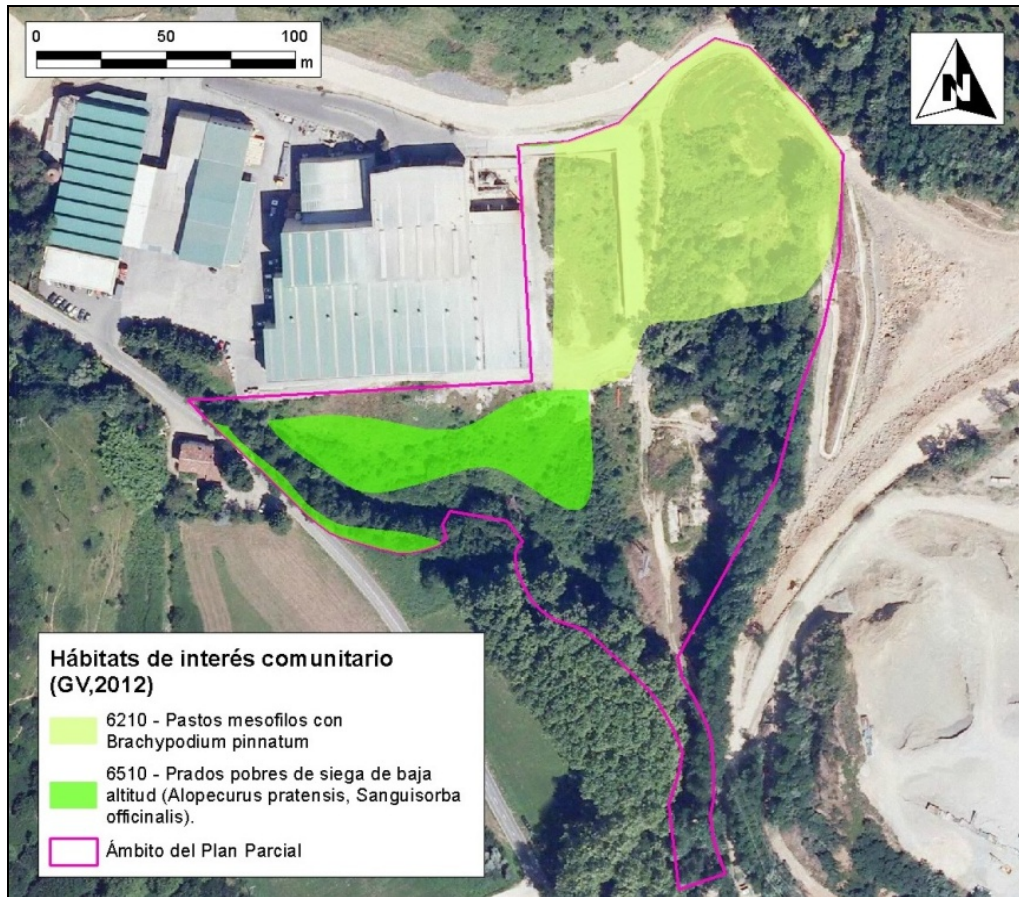 0 50 100
m
N
Hábitats de interés comunitario
(GV,2012)
6210 - Pastos mesofilos con
Brachypodium pinnatum
6510 - Prados pobres de siega de baja
altitud (Alopecurus pratensis, Sanguisorba
officinalis).
Ámbito del Plan Parcial